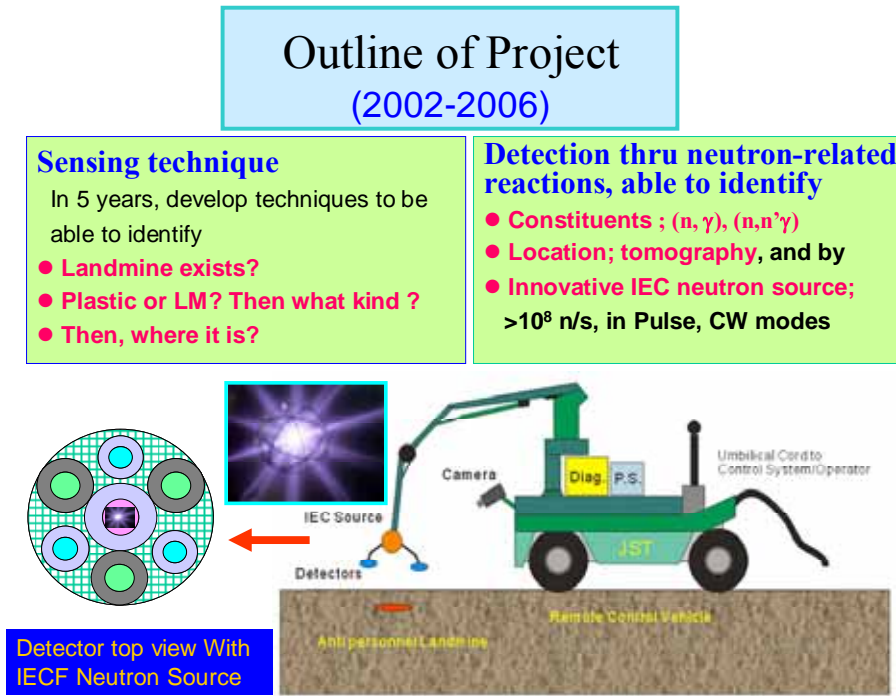 Outline of Project
(2002-2006)
Sensing technique
In 5 years, develop techniques to be
able to identify
● Landmine exists?
● Plastic or LM? Then what kind ?
● Then, where it is?
Detection thru neutron-related
reactions, able to identify
● Constituents ; (n, γ), (n,n’γ)
● Location; tomography, and by
● Innovative IEC neutron source;
>10⁸ n/s, in Pulse, CW modes
Camera
Diag.
P.S.
Umbilical Cord to
Control System/Operator
IEC Source
JST
Detectors
Anti personnel Landmine
Remote Control Vehicle
Detector top view With
IECF Neutron Source